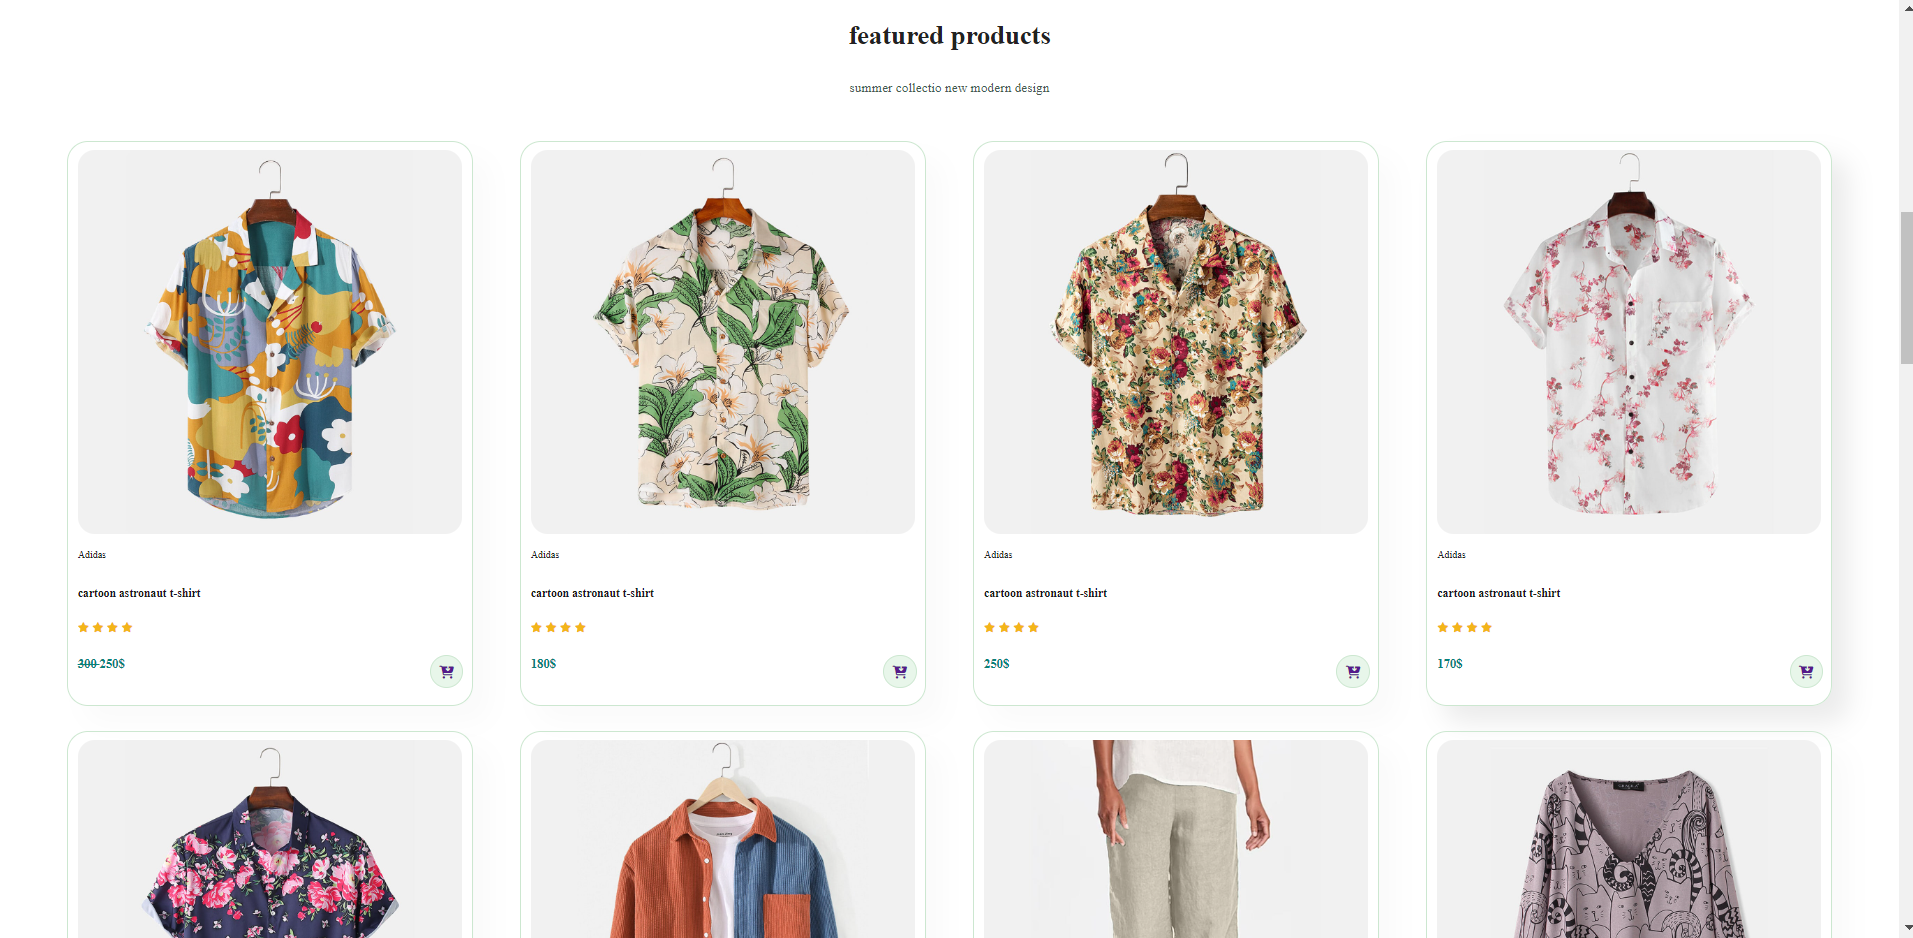 featured products
summer collectio new modern design
Adidas
cartoon astronaut t-shirt
300 250$
Adidas
cartoon astronaut t-shirt
180$
Adidas
cartoon astronaut t-shirt
250$
Adidas
cartoon astronaut t-shirt
170$